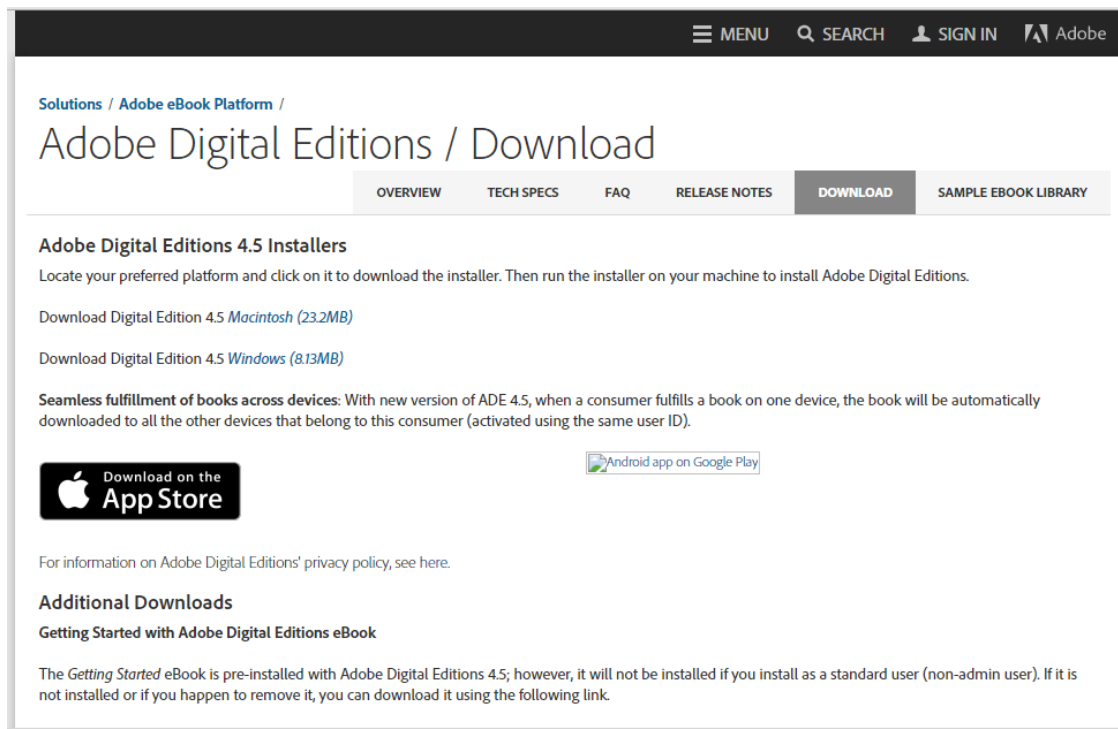 MENU SEARCH SIGN IN Adobe
Solutions / Adobe eBook Platform /
Adobe Digital Editions / Download
OVERVIEW TECH SPECS FAQ RELEASE NOTES DOWNLOAD SAMPLE EBOOK LIBRARY
Adobe Digital Editions 4.5 Installers
Locate your preferred platform and click on it to download the installer. Then run the installer on your machine to install Adobe Digital Editions.
Download Digital Edition 4.5 Macintosh (23.2MB)
Download Digital Edition 4.5 Windows (8.13MB)
Seamless fulfillment of books across devices: With new version of ADE 4.5, when a consumer fulfills a book on one device, the book will be automatically
downloaded to all the other devices that belong to this consumer (activated using the same user ID).
Download on the
App Store
Android app on Google Play
For information on Adobe Digital Editions' privacy policy, see here.
Additional Downloads
Getting Started with Adobe Digital Editions eBook
The Getting Started eBook is pre-installed with Adobe Digital Editions 4.5; however, it will not be installed if you install as a standard user (non-admin user). If it is
not installed or if you happen to remove it, you can download it using the following link.